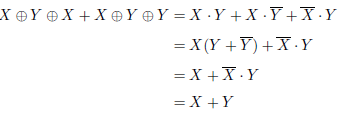 X ⊕ Y ⊕ X + X ⊕ Y ⊕ Y = X · Y + X · Y̅ + X̅ · Y
= X(Y + Y̅) + X̅ · Y
= X + X̅ · Y
= X + Y